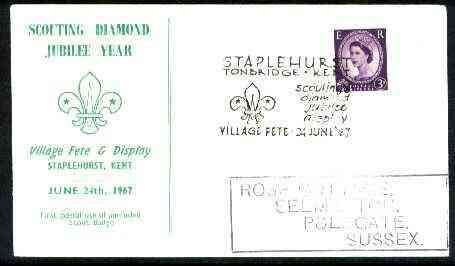 SCOUTING DIAMOND
JUBILEE YEAR
Village Fete & Display
STAPLEHURST, KENT
JUNE 24th, 1967
First postal use of amended
Scout Badge
STAPLEHURST
TONBRIDGE · KENT
scouting
diamond
jubilee
display
VILLAGE FETE · 24 JUNE '67
E R
3D
SUSSEX.